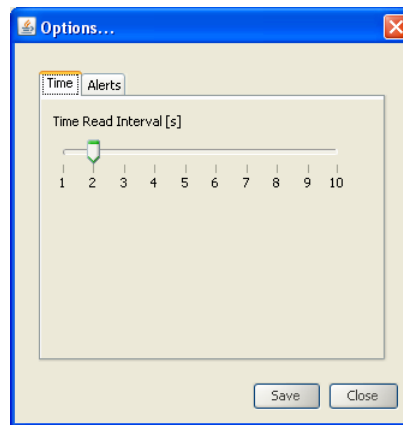 Options...
Time Alerts
Time Read Interval [s]
1 2 3 4 5 6 7 8 9 10
Save Close